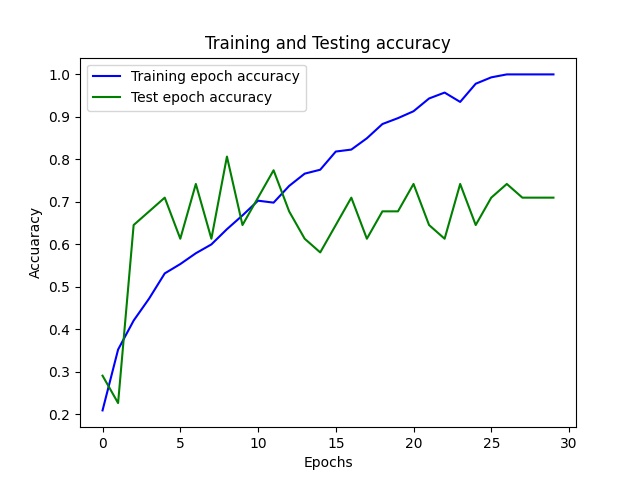 Training and Testing accuracy
Training epoch accuracy
Test epoch accuracy
1.0
0.9
0.8
0.7
0.6
0.5
0.4
0.3
0.2
Accuaracy
0 5 10 15 20 25 30
Epochs